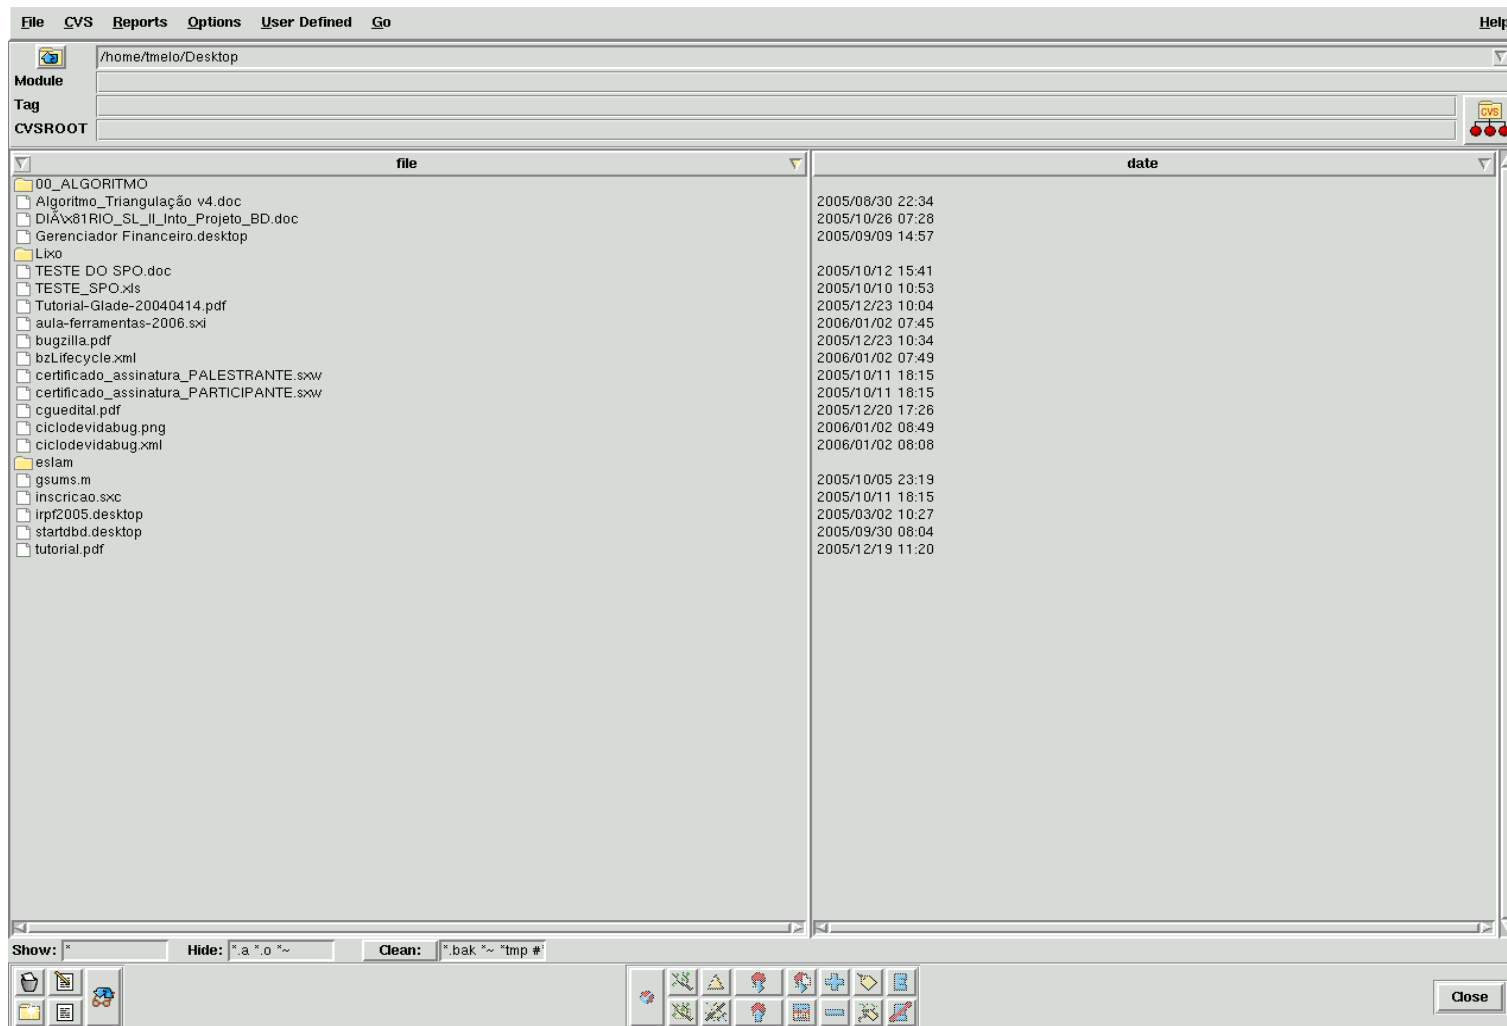 File CVS Reports Options User Defined Go Help
/home/tmelo/Desktop
Module
Tag
CVS
CVSROOT
file date
00_ALGORITMO
Algoritmo_Triangulação v4.doc 2005/08/30 22:34
DIÃ\x81RIO_SL_II_Into_Projeto_BD.doc 2005/10/26 07:28
Gerenciador Financeiro.desktop 2005/09/09 14:57
Lixo
TESTE DO SPO.doc 2005/10/12 15:41
TESTE_SPO.xls 2005/10/10 10:53
Tutorial-Glade-20040414.pdf 2005/12/23 10:04
aula-ferramentas-2006.sxi 2006/01/02 07:45
bugzilla.pdf 2005/12/23 10:34
bzLifecycle.xml 2006/01/02 07:49
certificado_assinatura_PALESTRANTE.sxw 2005/10/11 18:15
certificado_assinatura_PARTICIPANTE.sxw 2005/10/11 18:15
cguedital.pdf 2005/12/20 17:26
ciclodevidabug.png 2006/01/02 08:49
ciclodevidabug.xml 2006/01/02 08:08
eslam
gsums.m 2005/10/05 23:19
inscricao.sxc 2005/10/11 18:15
irpf2005.desktop 2005/03/02 10:27
startdbd.desktop 2005/09/30 08:04
tutorial.pdf 2005/12/19 11:20
Show: * Hide: *.a *.o *~ Clean: *.bak *~ *tmp #*
Close